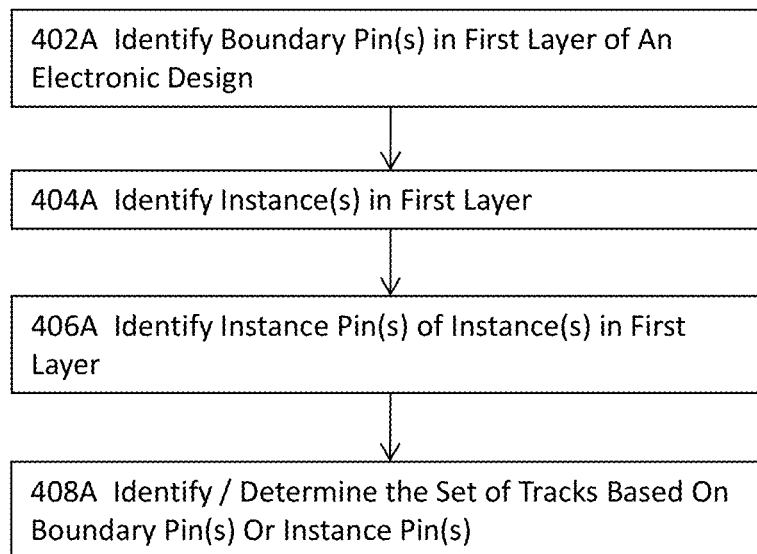 402A Identify Boundary Pin(s) in First Layer of An
Electronic Design
404A Identify Instance(s) in First Layer
406A Identify Instance Pin(s) of Instance(s) in First
Layer
408A Identify / Determine the Set of Tracks Based On
Boundary Pin(s) Or Instance Pin(s)